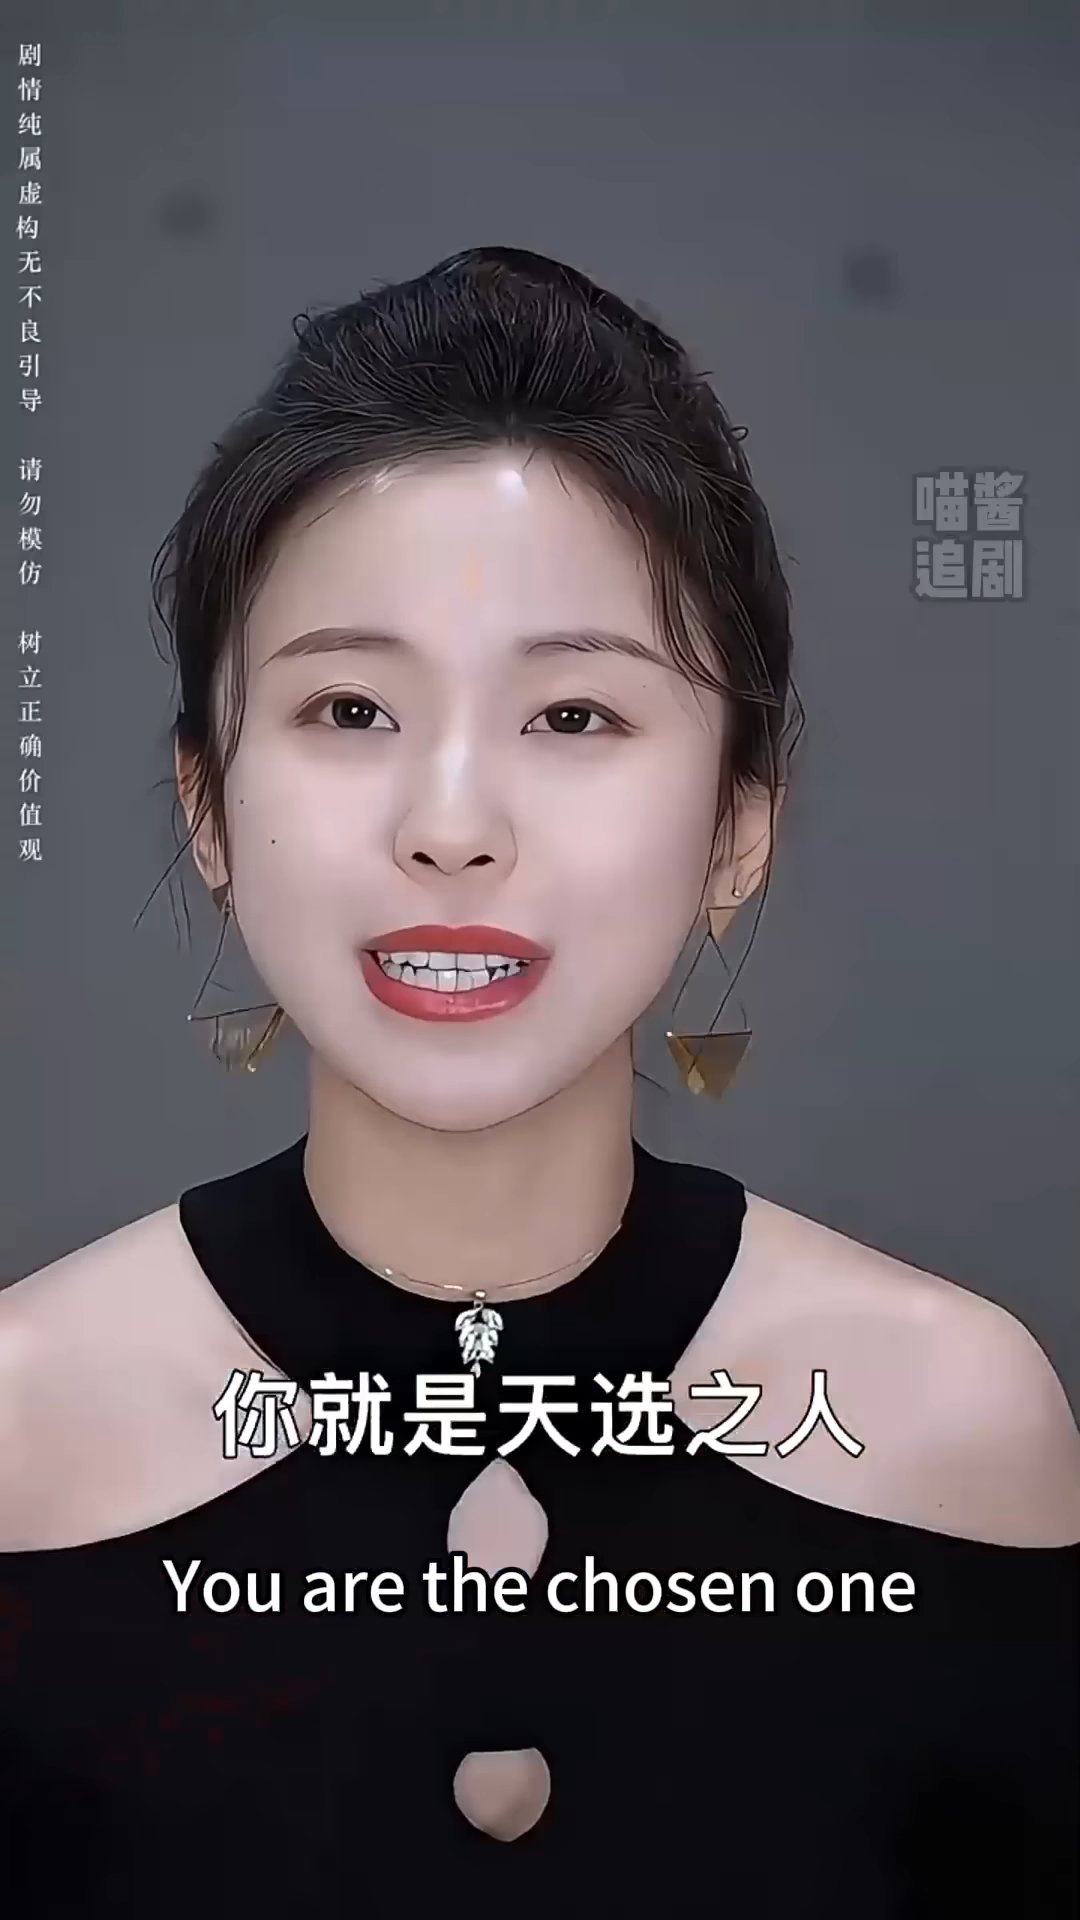 剧情纯属虚构无不良引导 请勿模仿 树立正确价值观
喵酱
追剧
你就是天选之人
You are the chosen one